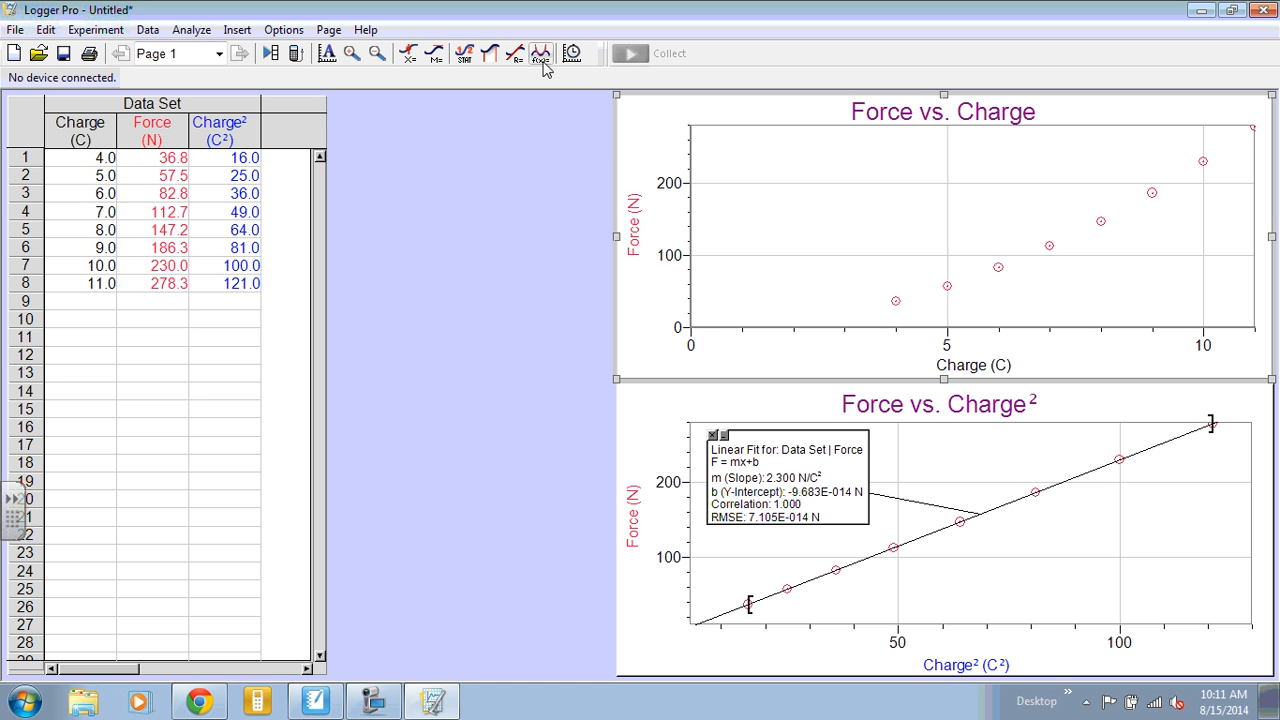 Logger Pro - Untitled*
File Edit Experiment Data Analyze Insert Options Page Help
Page 1
X=
M=
STAT
R=
f(x)=
Collect
No device connected.
Data Set
Charge (C) Force (N) Charge² (C²)
1 4.0 36.8 16.0
2 5.0 57.5 25.0
3 6.0 82.8 36.0
4 7.0 112.7 49.0
5 8.0 147.2 64.0
6 9.0 186.3 81.0
7 10.0 230.0 100.0
8 11.0 278.3 121.0
9
10
11
12
13
14
15
16
17
18
19
20
21
22
23
24
25
26
27
28
Force vs. Charge
Force (N)
200
100
0
0 5 10
Charge (C)
Force vs. Charge²
Force (N)
200
100
Linear Fit for: Data Set | Force
F = mx+b
m (Slope): 2.300 N/C²
b (Y-Intercept): -9.683E-014 N
Correlation: 1.000
RMSE: 7.105E-014 N
50 100
Charge² (C²)
Desktop
10:11 AM
8/15/2014